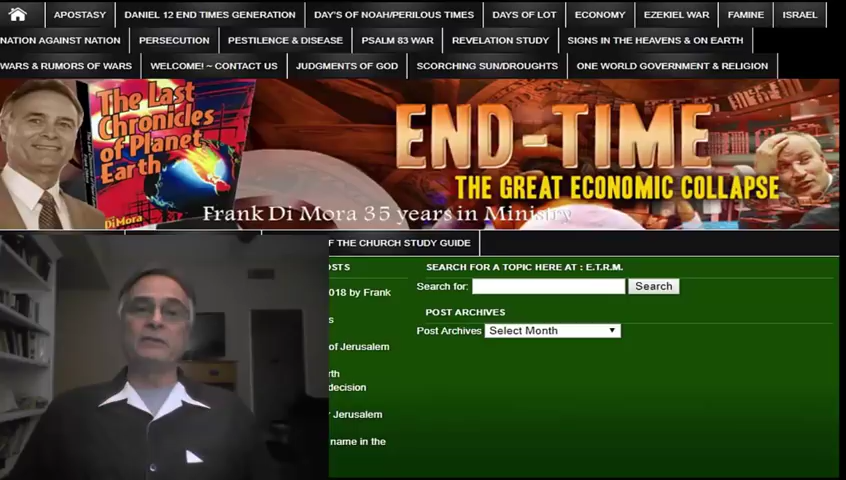 APOSTASY DANIEL 12 END TIMES GENERATION DAY'S OF NOAH/PERILOUS TIMES DAYS OF LOT ECONOMY EZEKIEL WAR FAMINE ISRAEL
NATION AGAINST NATION PERSECUTION PESTILENCE & DISEASE PSALM 83 WAR REVELATION STUDY SIGNS IN THE HEAVENS & ON EARTH
WARS & RUMORS OF WARS WELCOME! ~ CONTACT US JUDGMENTS OF GOD SCORCHING SUN/DROUGHTS ONE WORLD GOVERNMENT & RELIGION
The Last
Chronicles
of Planet
Earth
DiMora
END-TIME
THE GREAT ECONOMIC COLLAPSE
Frank Di Mora 35 years in Ministry
F THE CHURCH STUDY GUIDE
STS
018 by Frank
s
of Jerusalem
rth
decision
Jerusalem
name in the
SEARCH FOR A TOPIC HERE AT : E.T.R.M.
Search for: Search
POST ARCHIVES
Post Archives Select Month